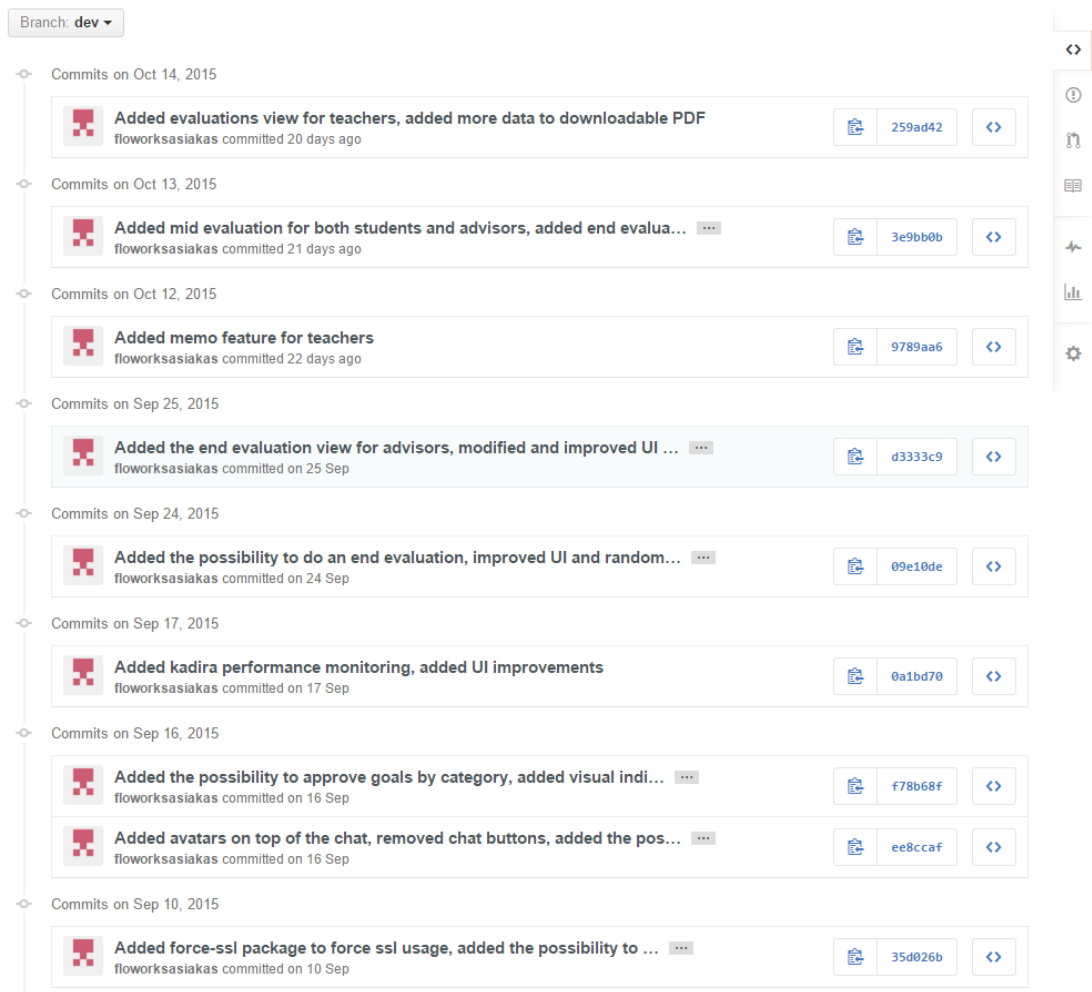 Branch: dev
Commits on Oct 14, 2015
Added evaluations view for teachers, added more data to downloadable PDF
floworksasiakas committed 20 days ago
259ad42
Commits on Oct 13, 2015
Added mid evaluation for both students and advisors, added end evalua… …
floworksasiakas committed 21 days ago
3e9bb0b
Commits on Oct 12, 2015
Added memo feature for teachers
floworksasiakas committed 22 days ago
9789aa6
Commits on Sep 25, 2015
Added the end evaluation view for advisors, modified and improved UI … …
floworksasiakas committed on 25 Sep
d3333c9
Commits on Sep 24, 2015
Added the possibility to do an end evaluation, improved UI and random… …
floworksasiakas committed on 24 Sep
09e10de
Commits on Sep 17, 2015
Added kadira performance monitoring, added UI improvements
floworksasiakas committed on 17 Sep
0a1bd70
Commits on Sep 16, 2015
Added the possibility to approve goals by category, added visual indi… …
floworksasiakas committed on 16 Sep
f78b68f
Added avatars on top of the chat, removed chat buttons, added the pos… …
floworksasiakas committed on 16 Sep
ee8ccaf
Commits on Sep 10, 2015
Added force-ssl package to force ssl usage, added the possibility to … …
floworksasiakas committed on 10 Sep
35d026b